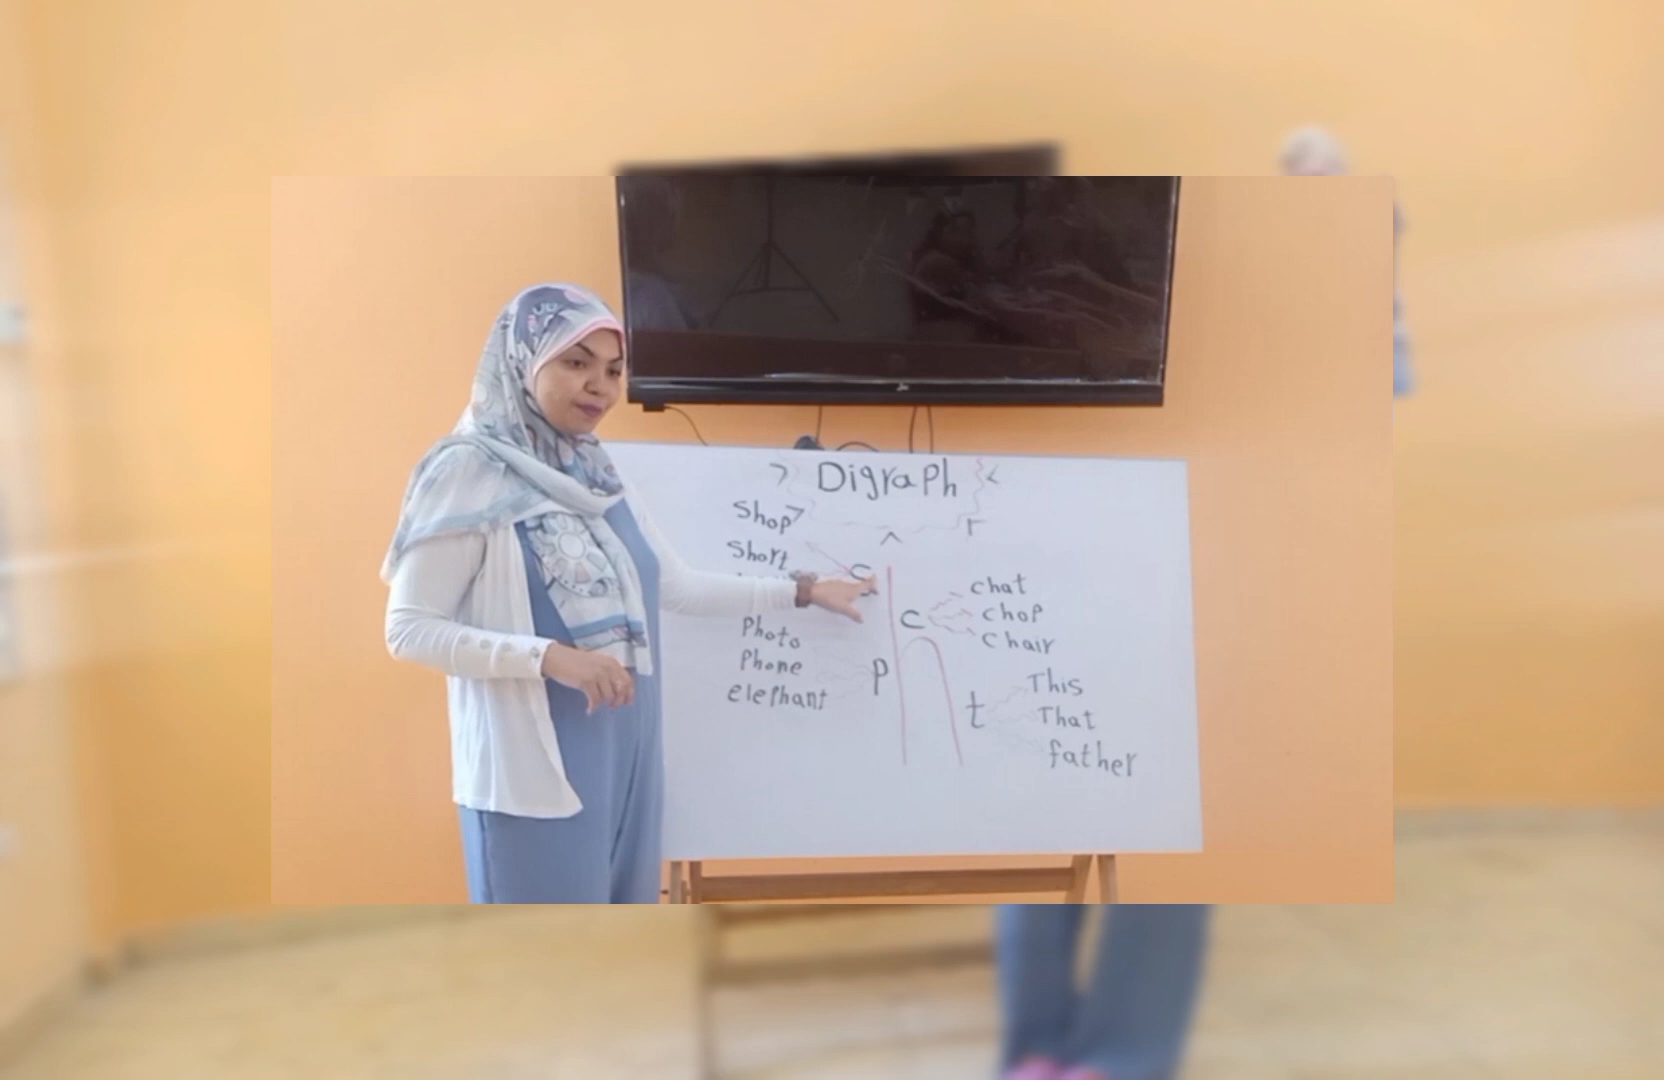 Digraph
Shop
Short
Photo
Phone
elephant
p
c
chat
chop
chair
t
This
That
father